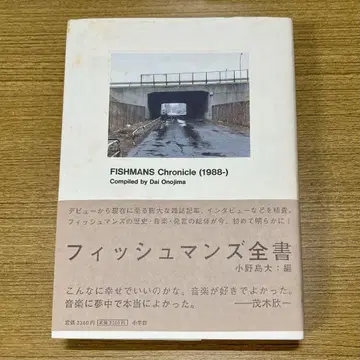 FISHMANS Chronicle (1988-)
Compiled by Dai Onojima
デビューから現在に至る膨大な雑誌記事、インタビューなどを精査。
フィッシュマンズの歴史・音楽・発言の総体が今、初めて明らかに!
フィッシュマンズ全書
小野島大:編
こんなに幸せでいいのかな。音楽が好きでよかった。
音楽に夢中で本当によかった。 ——茂木欣一
小学館